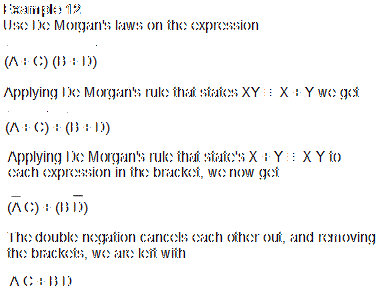 Example 12
Use De Morgan's laws on the expression
(A + C) (B + D)
Applying De Morgan's rule that states XY = X + Y we get
(A + C) + (B + D)
Applying De Morgan's rule that state's X + Y = X Y to
each expression in the bracket, we now get
(A̅ C) + (B D̅)
The double negation cancels each other out, and removing
the brackets, we are left with
A C + B D